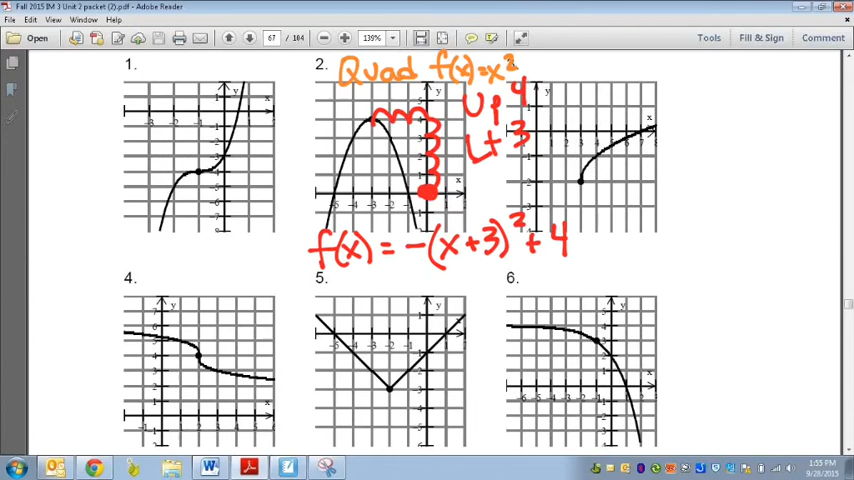 Fall 2015 IM 3 Unit 2 packet (2).pdf - Adobe Reader
File Edit View Window Help
Open 67 / 104 139% Tools Fill & Sign Comment
1. 2. Quad f(x)=x²
Up 4
Lt 3
f(x) = -(x+3)² + 4
4. 5. 6.
1:55 PM
9/28/2015